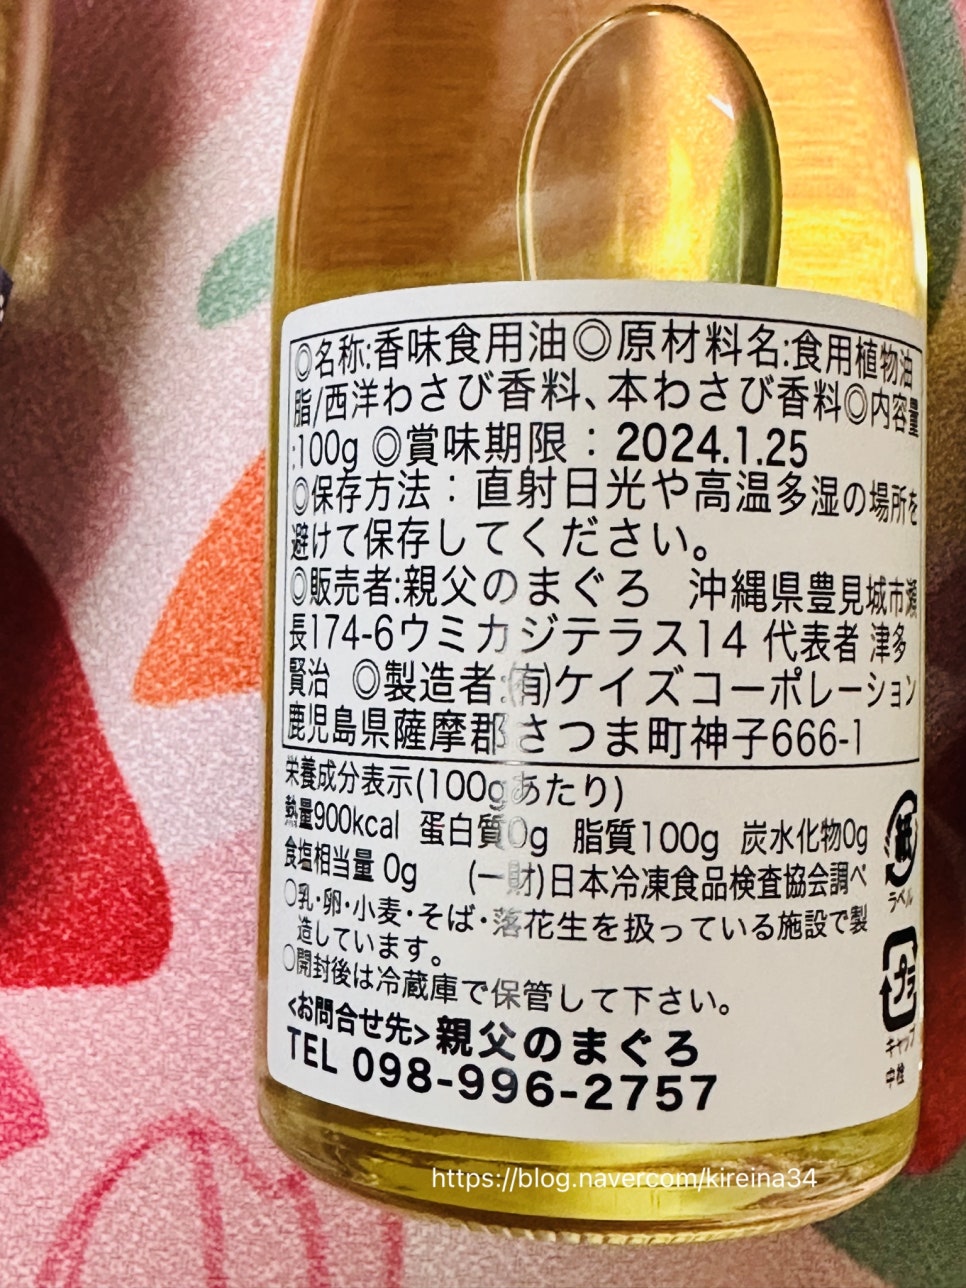 ◎名称:香味食用油◎原材料名:食用植物油
脂/西洋わさび香料、本わさび香料◎内容量
:100g ◎賞味期限：2024.1.25
◎保存方法：直射日光や高温多湿の場所を
避けて保存してください。
◎販売者:親父のまぐろ 沖縄県豊見城市瀬
長174-6ウミカジテラス14 代表者 津多
賢治 ◎製造者:(有)ケイズコーポレーション
鹿児島県薩摩郡さつま町神子666-1
栄養成分表示(100gあたり)
熱量900kcal 蛋白質0g 脂質100g 炭水化物0g
食塩相当量 0g (一財)日本冷凍食品検査協会調べ
○乳・卵・小麦・そば・落花生を扱っている施設で製
造しています。
○開封後は冷蔵庫で保管して下さい。
<お問合せ先>親父のまぐろ
TEL 098-996-2757
紙
ラベル
プラ
キャップ
中栓
https://blog.naver.com/kireina34